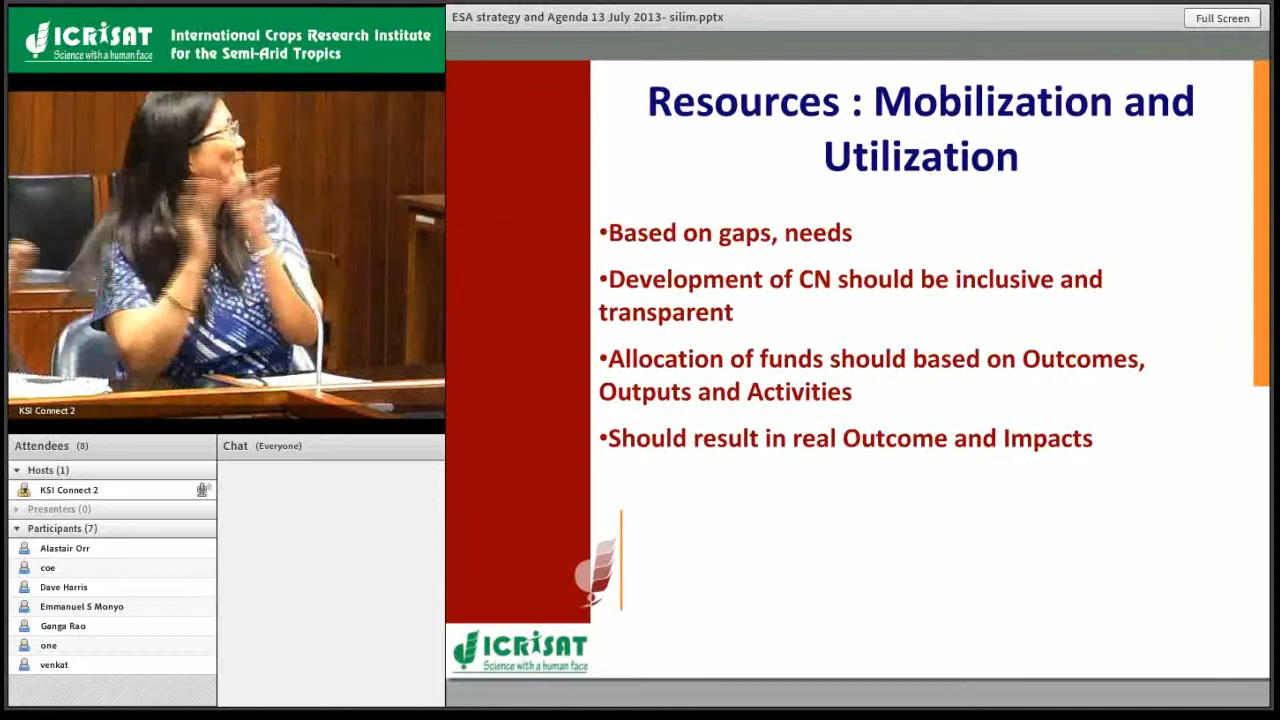 ICRISAT
Science with a human face
International Crops Research Institute
for the Semi-Arid Tropics
KSI Connect 2
Attendees (8)
Hosts (1)
KSI Connect 2
Presenters (0)
Participants (7)
Alastair Orr
coe
Dave Harris
Emmanuel S Monyo
Ganga Rao
one
venkat
Chat (Everyone)
ESA strategy and Agenda 13 July 2013- silim.pptx
Full Screen
Resources : Mobilization and
Utilization
•Based on gaps, needs
•Development of CN should be inclusive and
transparent
•Allocation of funds should based on Outcomes,
Outputs and Activities
•Should result in real Outcome and Impacts
ICRISAT
Science with a human face